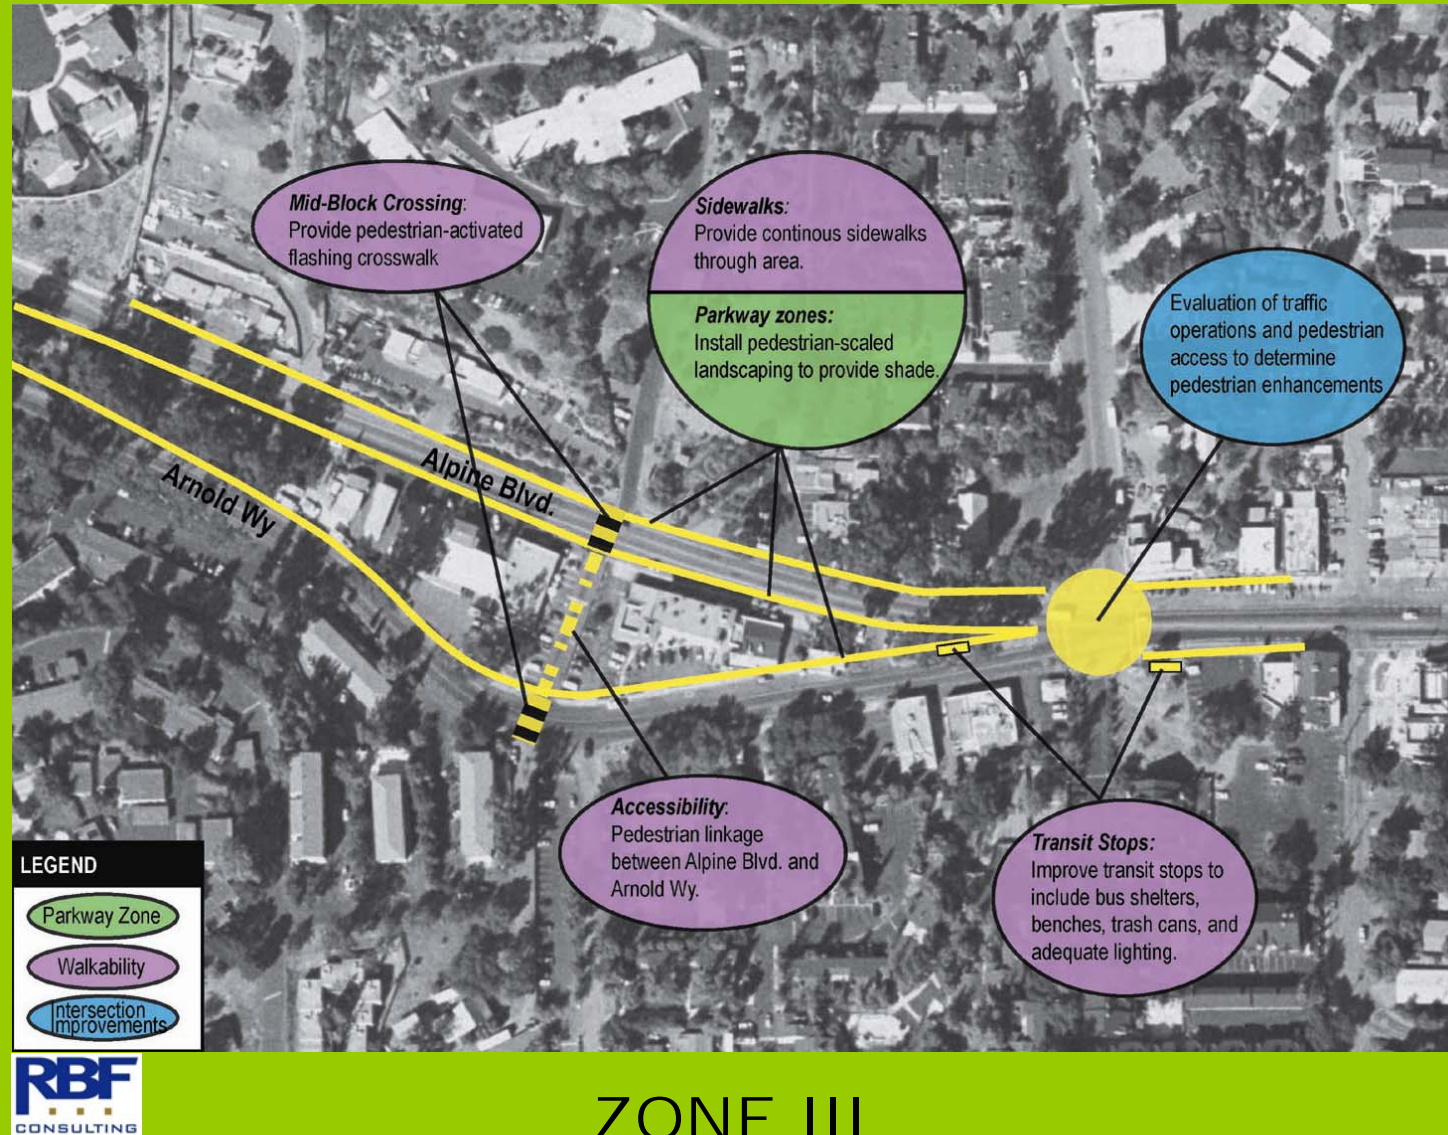 Mid-Block Crossing:
Provide pedestrian-activated
flashing crosswalk
Sidewalks:
Provide continous sidewalks
through area.
Parkway zones:
Install pedestrian-scaled
landscaping to provide shade.
Evaluation of traffic
operations and pedestrian
access to determine
pedestrian enhancements
Alpine Blvd.
Arnold Wy
Accessibility:
Pedestrian linkage
between Alpine Blvd. and
Arnold Wy.
Transit Stops:
Improve transit stops to
include bus shelters,
benches, trash cans, and
adequate lighting.
LEGEND
Parkway Zone
Walkability
Intersection
Improvements
RBF
CONSULTING
ZONE III